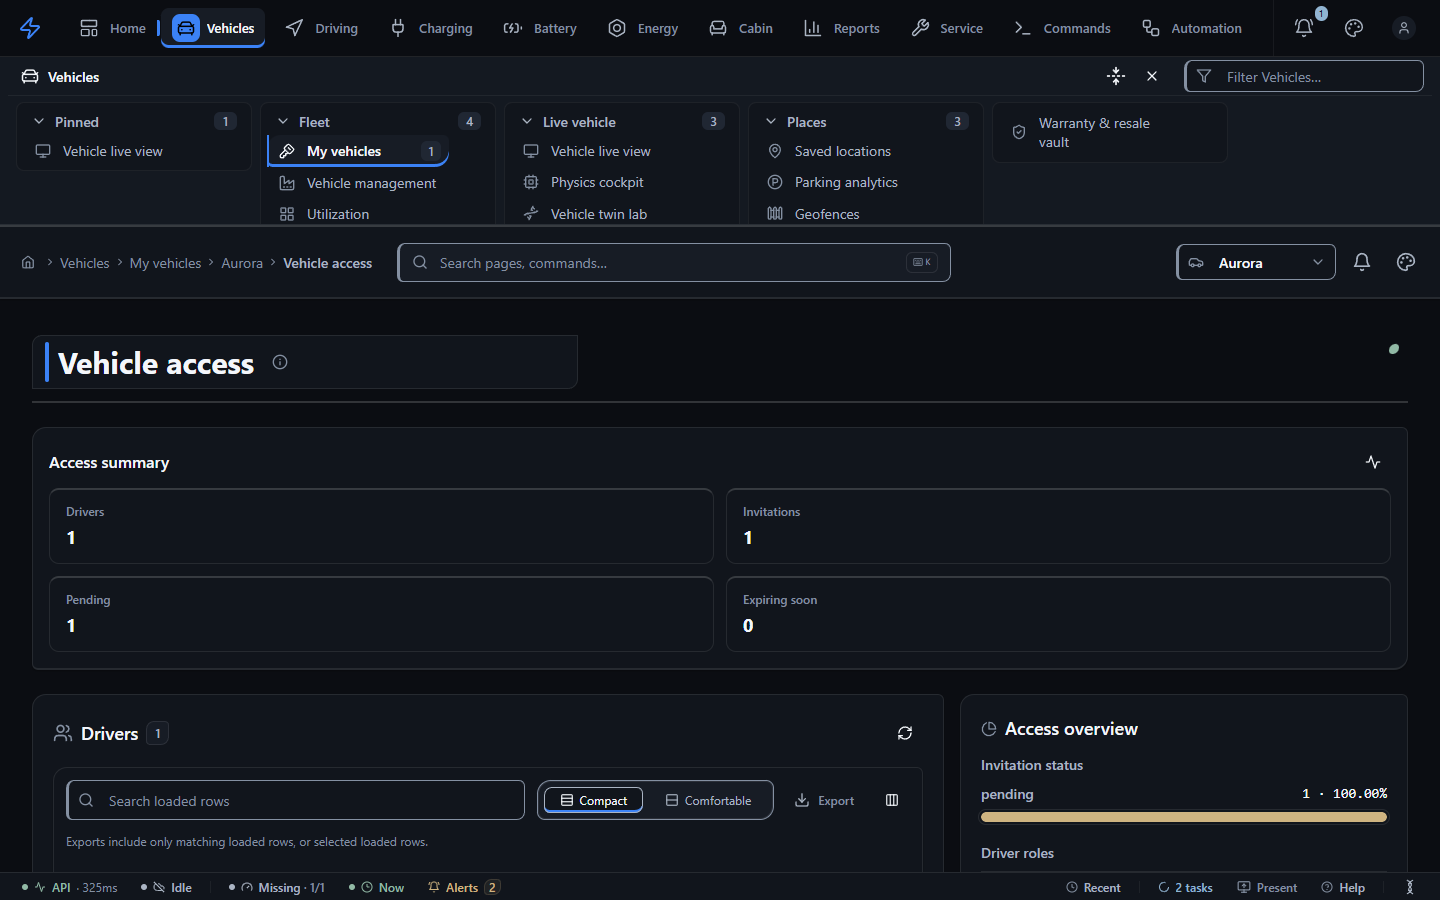 Home
Vehicles
Driving
Charging
Battery
Energy
Cabin
Reports
Service
Commands
Automation
1
Vehicles
Filter Vehicles...
Pinned 1
Vehicle live view
Fleet 4
My vehicles 1
Vehicle management
Utilization
Live vehicle 3
Vehicle live view
Physics cockpit
Vehicle twin lab
Places 3
Saved locations
Parking analytics
Geofences
Warranty & resale
vault
Vehicles > My vehicles > Aurora > Vehicle access
Search pages, commands...
K
Aurora
Vehicle access
Access summary
Drivers
1
Invitations
1
Pending
1
Expiring soon
0
Drivers 1
Search loaded rows
Compact
Comfortable
Export
Exports include only matching loaded rows, or selected loaded rows.
Access overview
Invitation status
pending 1 · 100.00%
Driver roles
API · 325ms
Idle
Missing · 1/1
Now
Alerts 2
Recent
2 tasks
Present
Help